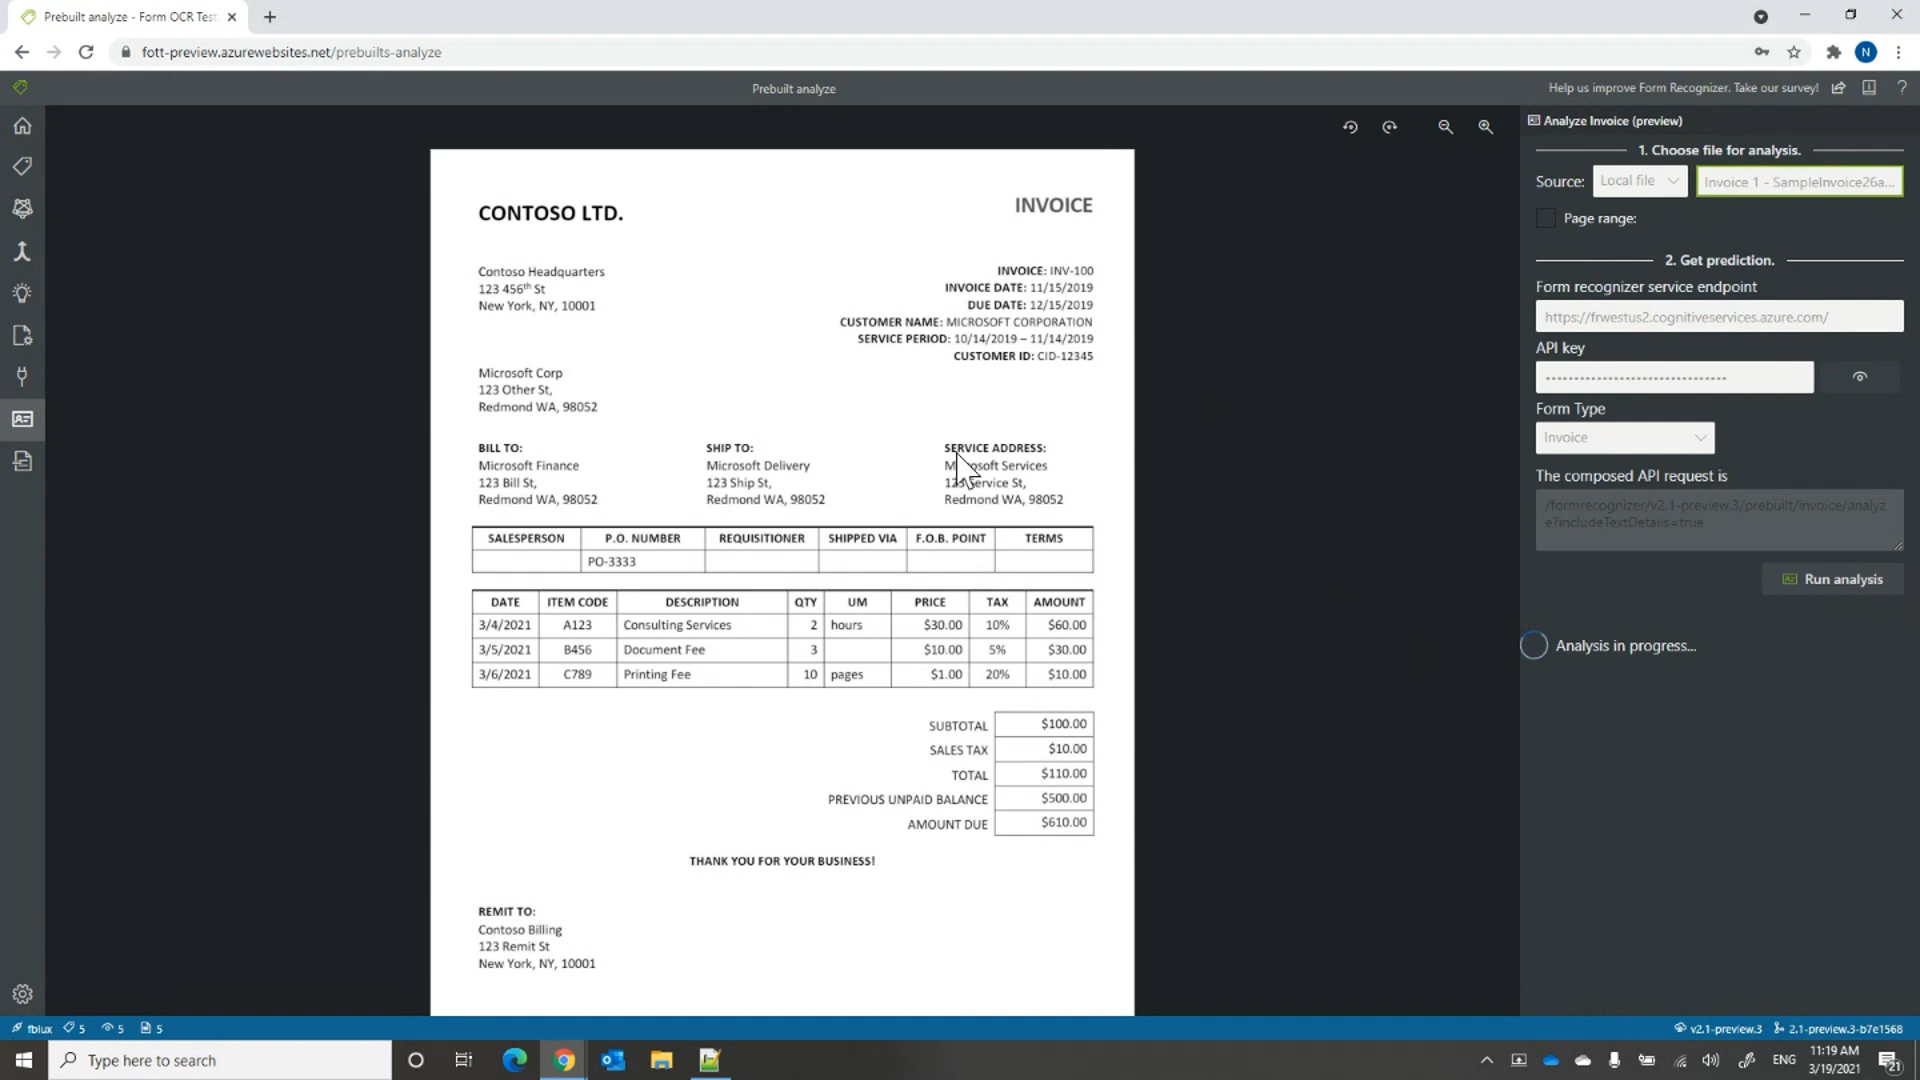 Prebuilt analyze - Form OCR Test
fott-preview.azurewebsites.net/prebuilts-analyze
N
Prebuilt analyze
Help us improve Form Recognizer. Take our survey!
?
CONTOSO LTD.
INVOICE
Contoso Headquarters
123 456th St
New York, NY, 10001
INVOICE: INV-100
INVOICE DATE: 11/15/2019
DUE DATE: 12/15/2019
CUSTOMER NAME: MICROSOFT CORPORATION
SERVICE PERIOD: 10/14/2019 – 11/14/2019
CUSTOMER ID: CID-12345
Microsoft Corp
123 Other St,
Redmond WA, 98052
BILL TO:
Microsoft Finance
123 Bill St,
Redmond WA, 98052
SHIP TO:
Microsoft Delivery
123 Ship St,
Redmond WA, 98052
SERVICE ADDRESS:
Microsoft Services
123 Service St,
Redmond WA, 98052
SALESPERSON P.O. NUMBER REQUISITIONER SHIPPED VIA F.O.B. POINT TERMS
PO-3333
DATE ITEM CODE DESCRIPTION QTY UM PRICE TAX AMOUNT
3/4/2021 A123 Consulting Services 2 hours $30.00 10% $60.00
3/5/2021 B456 Document Fee 3 $10.00 5% $30.00
3/6/2021 C789 Printing Fee 10 pages $1.00 20% $10.00
SUBTOTAL $100.00
SALES TAX $10.00
TOTAL $110.00
PREVIOUS UNPAID BALANCE $500.00
AMOUNT DUE $610.00
THANK YOU FOR YOUR BUSINESS!
REMIT TO:
Contoso Billing
123 Remit St
New York, NY, 10001
Analyze Invoice (preview)
1. Choose file for analysis.
Source: Local file Invoice 1 - SampleInvoice26a...
Page range:
2. Get prediction.
Form recognizer service endpoint
https://frwestus2.cognitiveservices.azure.com/
API key
Form Type
Invoice
The composed API request is
/formrecognizer/v2.1-preview.3/prebuilt/invoice/analyz
e?includeTextDetails=true
Run analysis
Analysis in progress...
fblux 5 5 5
v2.1-preview.3 2.1-preview.3-b7e1568
Type here to search
ENG
11:19 AM
3/19/2021
21